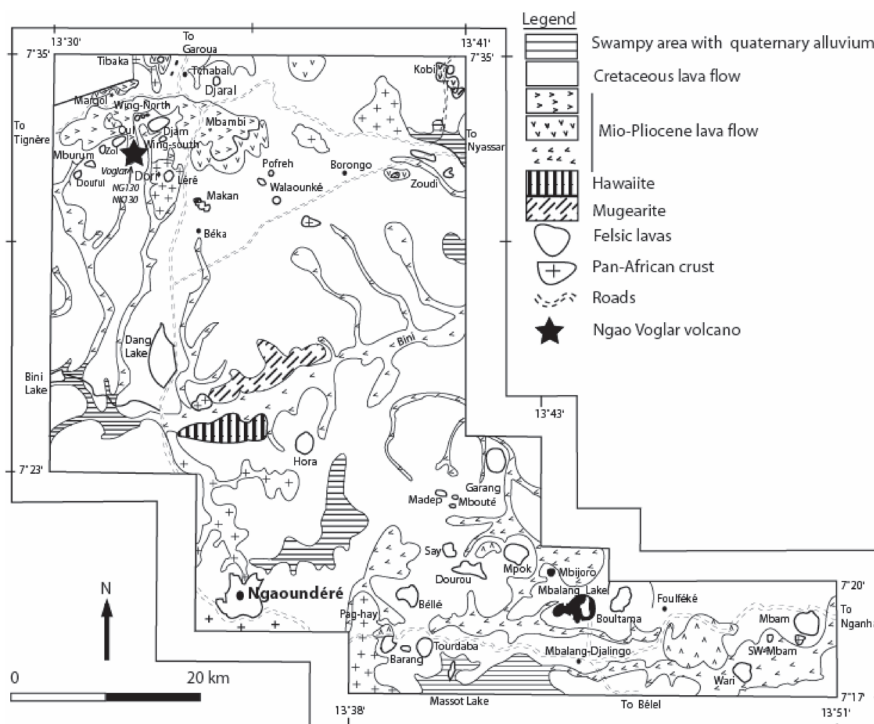 Legend
Swampy area with quaternary alluvium
Cretaceous lava flow
Mio-Pliocene lava flow
Hawaiite
Mugearite
Felsic lavas
Pan-African crust
Roads
Ngao Voglar volcano
13°30'
To
Garoua
13°41'
7°35'
7°35'
Tibaka
Tchabal
Djaral
Kobi
Margol
Wing-North
Mbambi
To
Tignère
Djam
Wing-south
Zol
To
Nyassar
Mburum
Voglar
Dori
Léré
Pofreh
Borongo
Zoudi
Doufui
NG130
Walaounké
Makan
Béka
Dang
Lake
Bini
Bini
Lake
13°43'
7°23'
Hora
Garang
Madep
Mbouté
Say
Mpok
Dourou
Mbijoro
Ngaoundéré
Mbalang Lake
7°20'
Béllé
Pag-hay
Boultama
Foulféké
Mbam
To
Nganha
Barang
Tourdaba
Mbalang-Djalingo
SW-Mbam
Wari
N
0
20 km
Massot Lake
To Bélel
7°17'
13°38'
13°51'